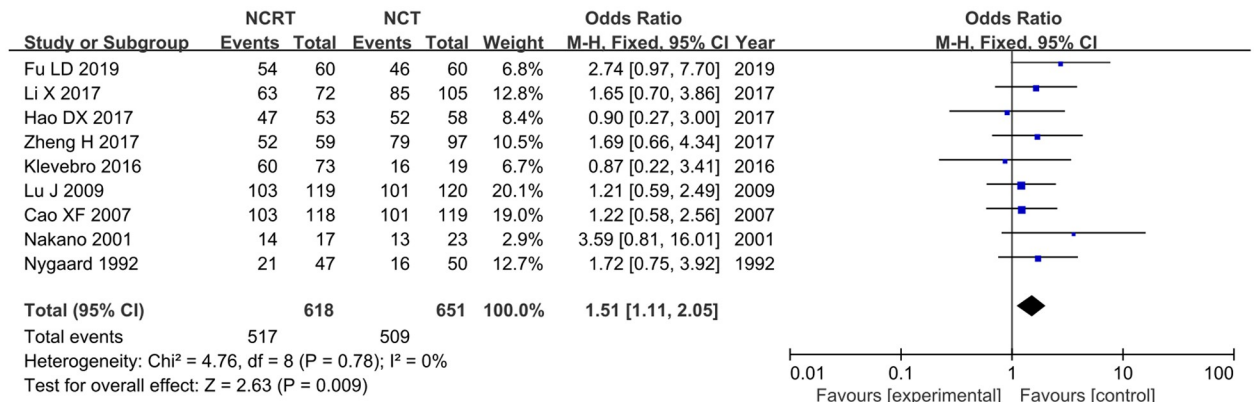 NCRT NCT Odds Ratio Odds Ratio
Study or Subgroup Events Total Events Total Weight M-H, Fixed, 95% CI Year M-H, Fixed, 95% CI
Fu LD 2019 54 60 46 60 6.8% 2.74 [0.97, 7.70] 2019
Li X 2017 63 72 85 105 12.8% 1.65 [0.70, 3.86] 2017
Hao DX 2017 47 53 52 58 8.4% 0.90 [0.27, 3.00] 2017
Zheng H 2017 52 59 79 97 10.5% 1.69 [0.66, 4.34] 2017
Klevebro 2016 60 73 16 19 6.7% 0.87 [0.22, 3.41] 2016
Lu J 2009 103 119 101 120 20.1% 1.21 [0.59, 2.49] 2009
Cao XF 2007 103 118 101 119 19.0% 1.22 [0.58, 2.56] 2007
Nakano 2001 14 17 13 23 2.9% 3.59 [0.81, 16.01] 2001
Nygaard 1992 21 47 16 50 12.7% 1.72 [0.75, 3.92] 1992
Total (95% CI) 618 651 100.0% 1.51 [1.11, 2.05]
Total events 517 509
Heterogeneity: Chi² = 4.76, df = 8 (P = 0.78); I² = 0%
Test for overall effect: Z = 2.63 (P = 0.009)
0.01 0.1 1 10 100
Favours [experimental] Favours [control]